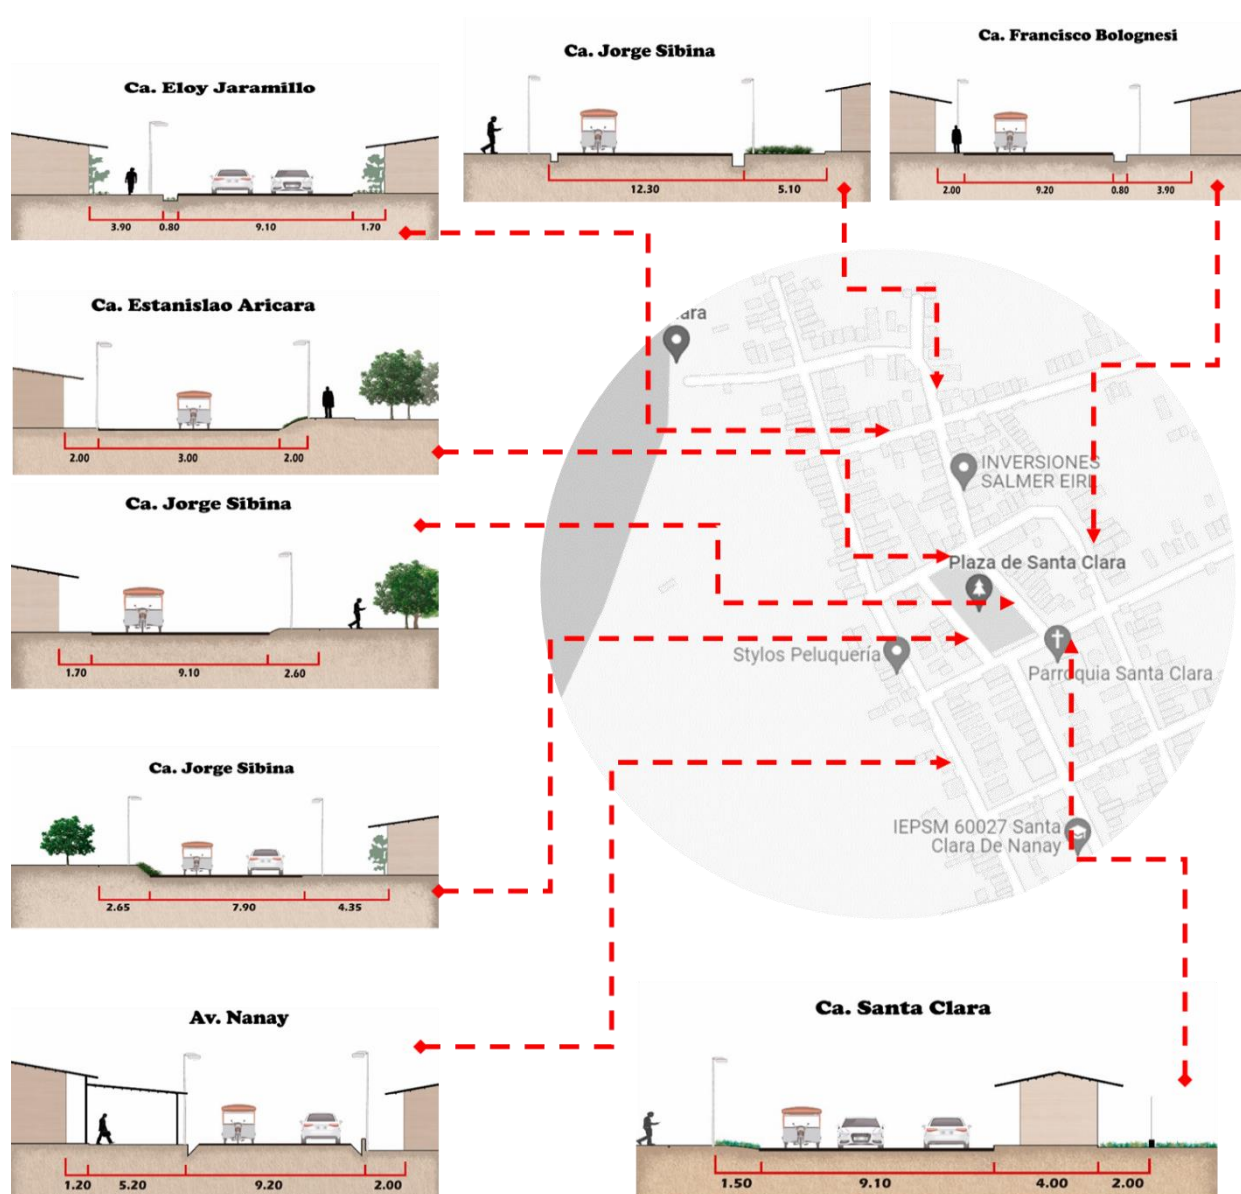 Ca. Eloy Jaramillo
3.90 0.80 9.10 1.70
Ca. Jorge Sibina
12.30 5.10
Ca. Francisco Bolognesi
2.00 9.20 0.80 3.90
Ca. Estanislao Aricara
2.00 3.00 2.00
Ca. Jorge Sibina
1.70 9.10 2.60
Ca. Jorge Sibina
2.65 7.90 4.35
Av. Nanay
1.20 5.20 9.20 2.00
INVERSIONES
SALMER EIRL
Plaza de Santa Clara
Stylos Peluquería
Parroquia Santa Clara
IEPSM 60027 Santa
Clara De Nanay
Ca. Santa Clara
1.50 9.10 4.00 2.00